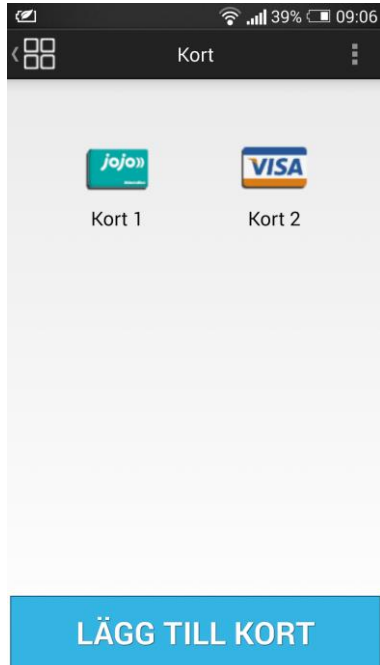 39% 09:06
Kort
jojo
VISA
Kort 1
Kort 2
LÄGG TILL KORT